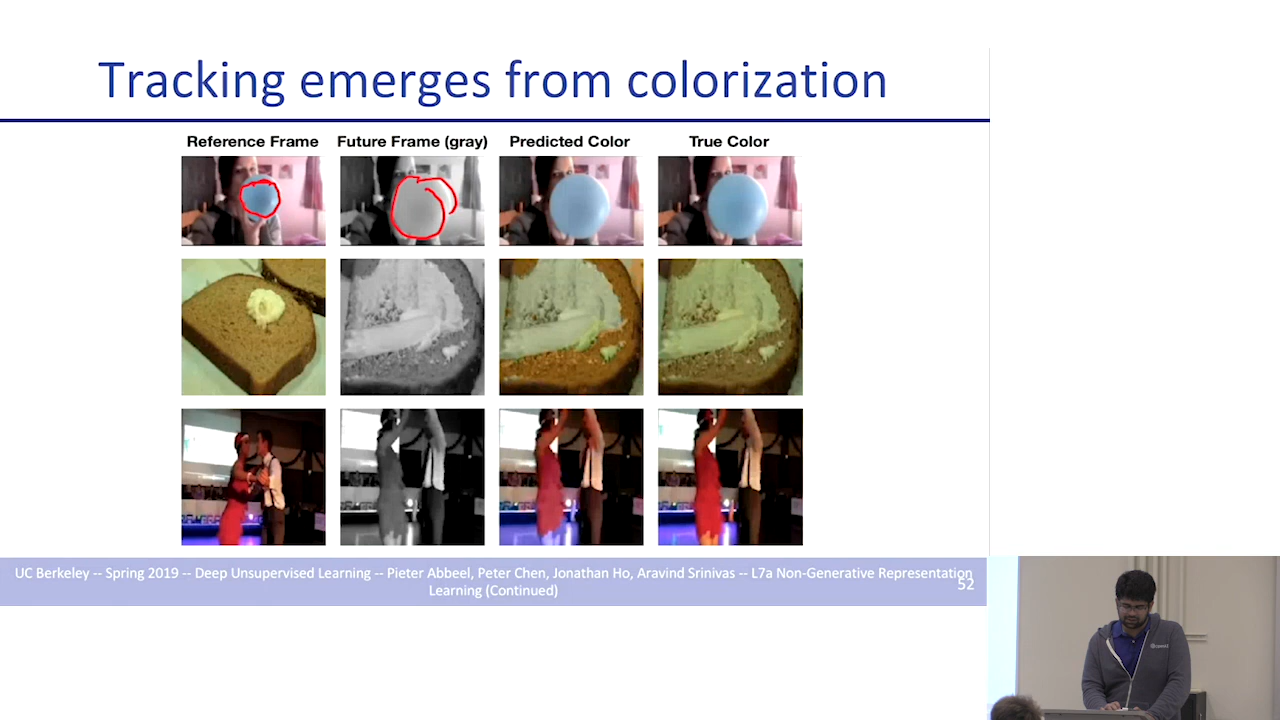 Tracking emerges from colorization
Reference Frame Future Frame (gray) Predicted Color True Color
UC Berkeley -- Spring 2019 -- Deep Unsupervised Learning -- Pieter Abbeel, Peter Chen, Jonathan Ho, Aravind Srinivas -- L7a Non-Generative Representation
Learning (Continued)
52